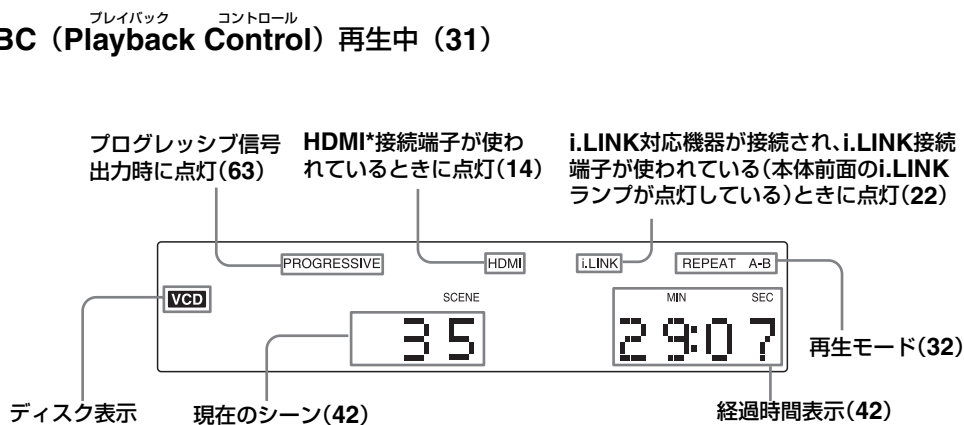 プレイバック コントロール
BC（Playback Control）再生中（31）
プログレッシブ信号
出力時に点灯(63)
HDMI*接続端子が使わ
れているときに点灯(14)
i.LINK対応機器が接続され、i.LINK接続
端子が使われている(本体前面のi.LINK
ランプが点灯している)ときに点灯(22)
PROGRESSIVE HDMI i.LINK REPEAT A-B
VCD
SCENE MIN SEC
35 29:07
再生モード(32)
ディスク表示 現在のシーン(42) 経過時間表示(42)